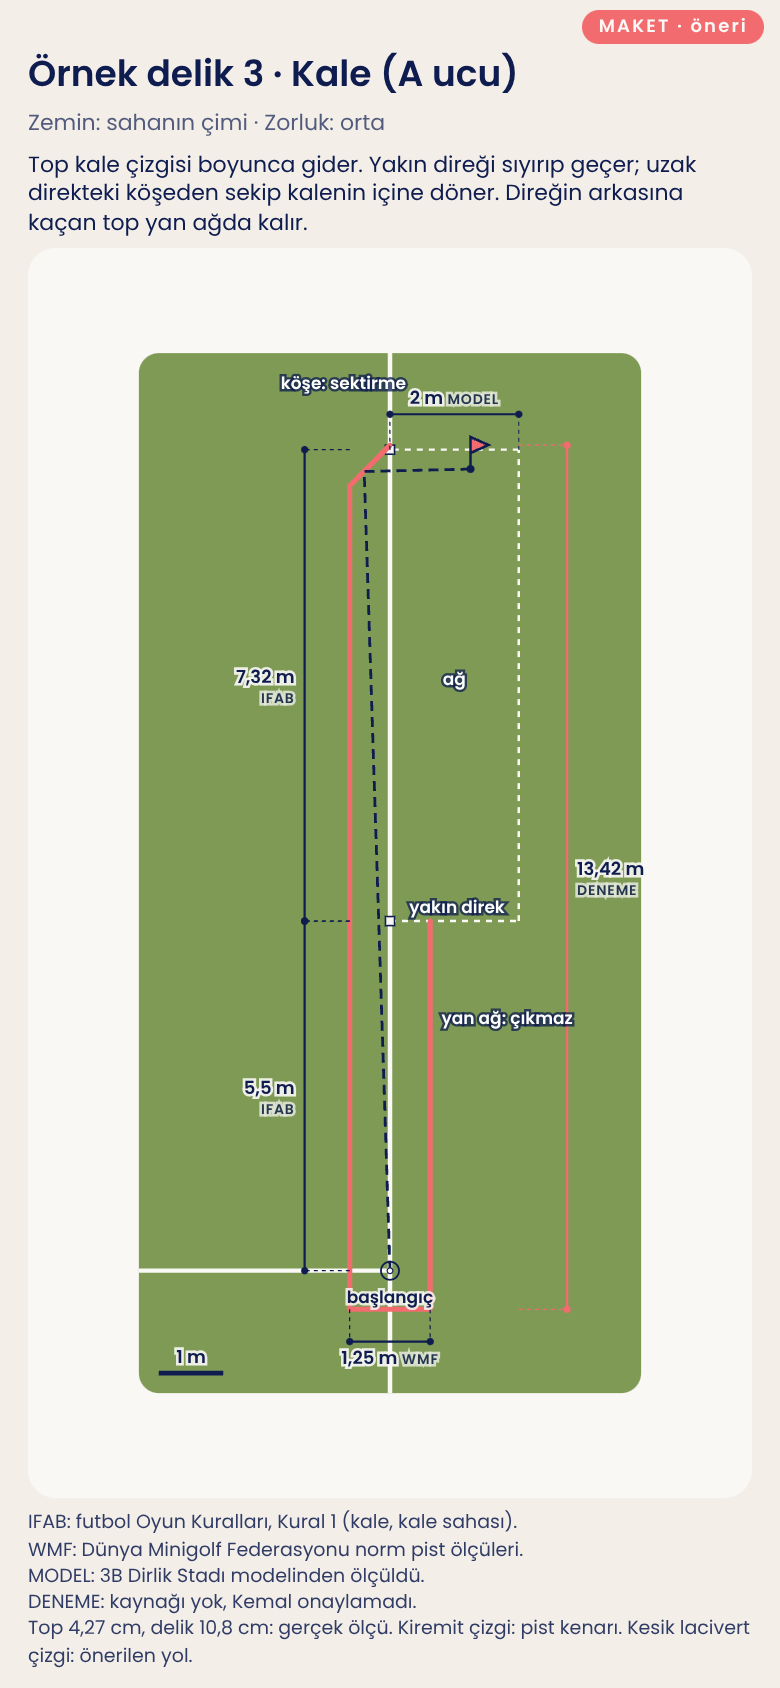 MAKET · öneri
Örnek delik 3 · Kale (A ucu)
Zemin: sahanın çimi · Zorluk: orta
Top kale çizgisi boyunca gider. Yakın direği sıyırıp geçer; uzak
direkteki köşeden sekip kalenin içine döner. Direğin arkasına
kaçan top yan ağda kalır.
köşe: sektirme
2 m MODEL
7,32 m
IFAB
ağ
13,42 m
DENEME
yakın direk
yan ağ: çıkmaz
5,5 m
IFAB
başlangıç
1 m
1,25 m WMF
IFAB: futbol Oyun Kuralları, Kural 1 (kale, kale sahası).
WMF: Dünya Minigolf Federasyonu norm pist ölçüleri.
MODEL: 3B Dirlik Stadı modelinden ölçüldü.
DENEME: kaynağı yok, Kemal onaylamadı.
Top 4,27 cm, delik 10,8 cm: gerçek ölçü. Kiremit çizgi: pist kenarı. Kesik lacivert
çizgi: önerilen yol.